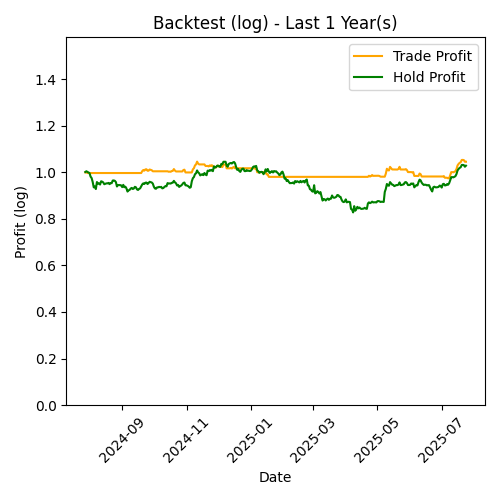 Backtest (log) - Last 1 Year(s)
Trade Profit
Hold Profit
Profit (log)
1.4
1.2
1.0
0.8
0.6
0.4
0.2
0.0
2024-09
2024-11
2025-01
2025-03
2025-05
2025-07
Date